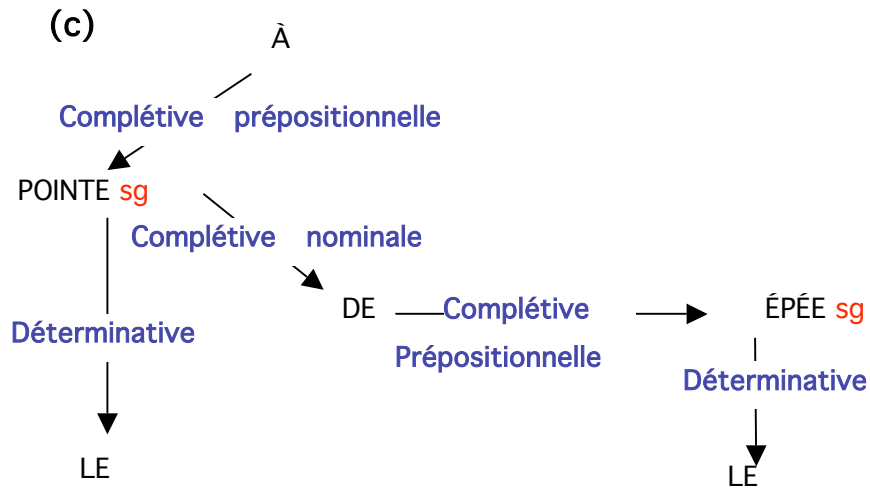 (c)
À
Complétive prépositionnelle
POINTE sg
Complétive nominale
DE
Complétive
Prépositionnelle
ÉPÉE sg
Déterminative
Déterminative
LE
LE